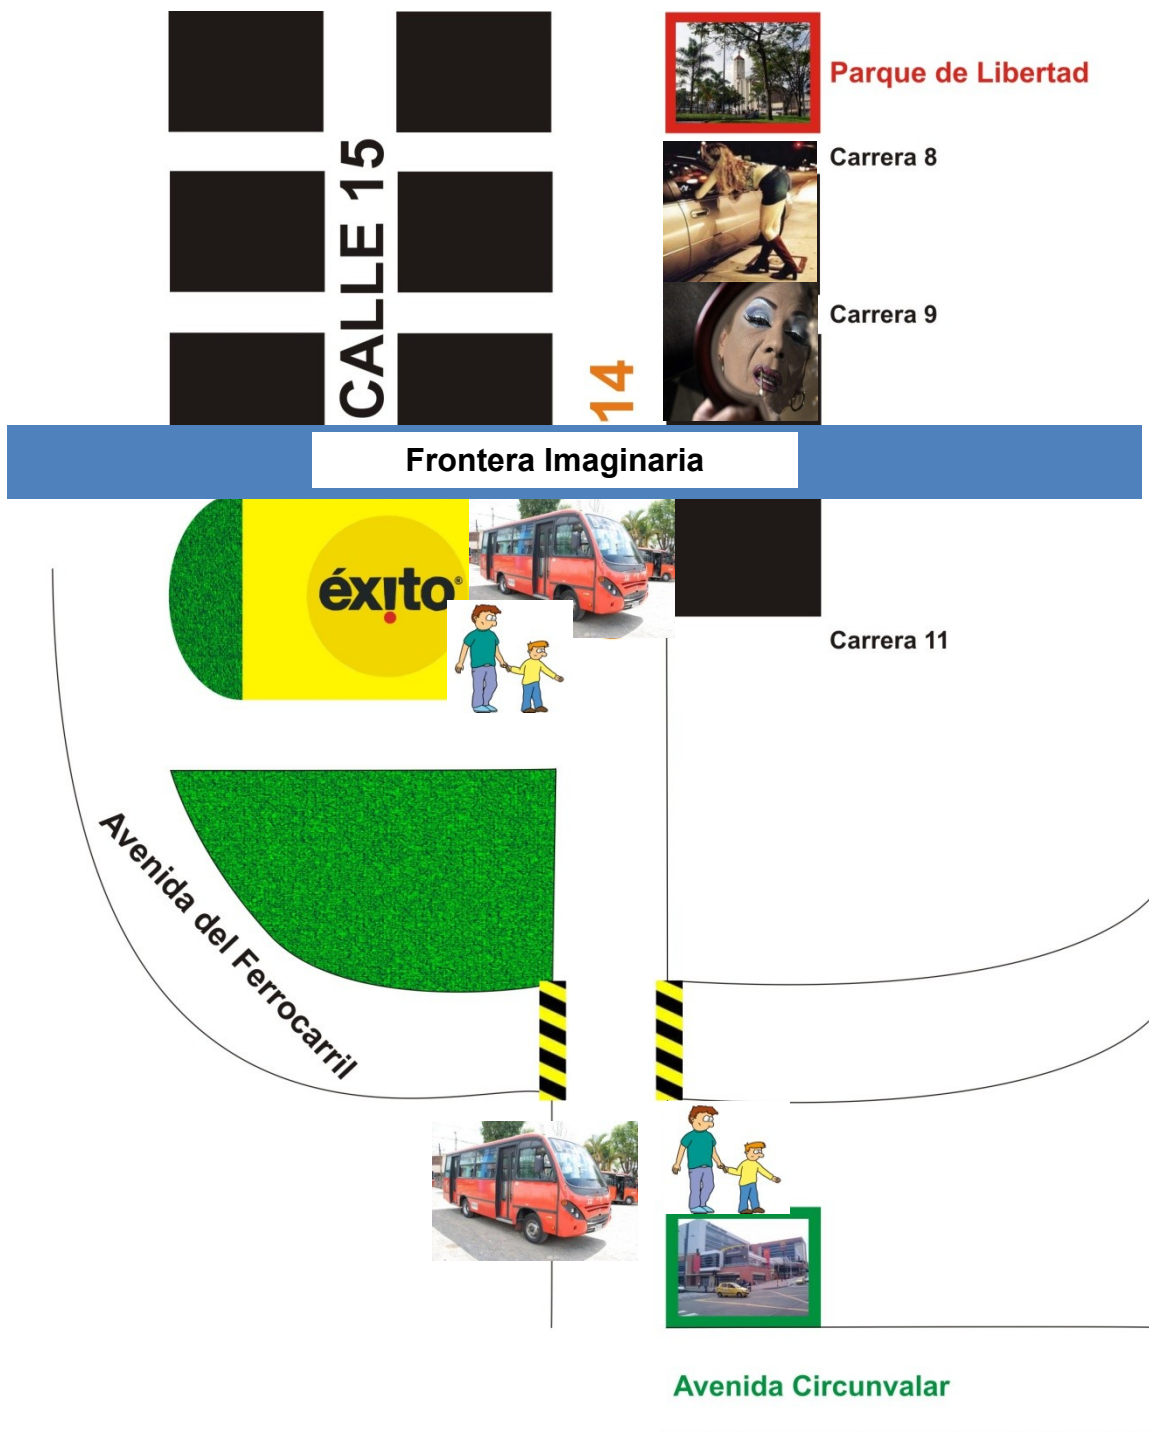 Parque de Libertad
Carrera 8
CALLE 15
Carrera 9
14
Frontera Imaginaria
éxito®
Carrera 11
Avenida del Ferrocarril
Avenida Circunvalar